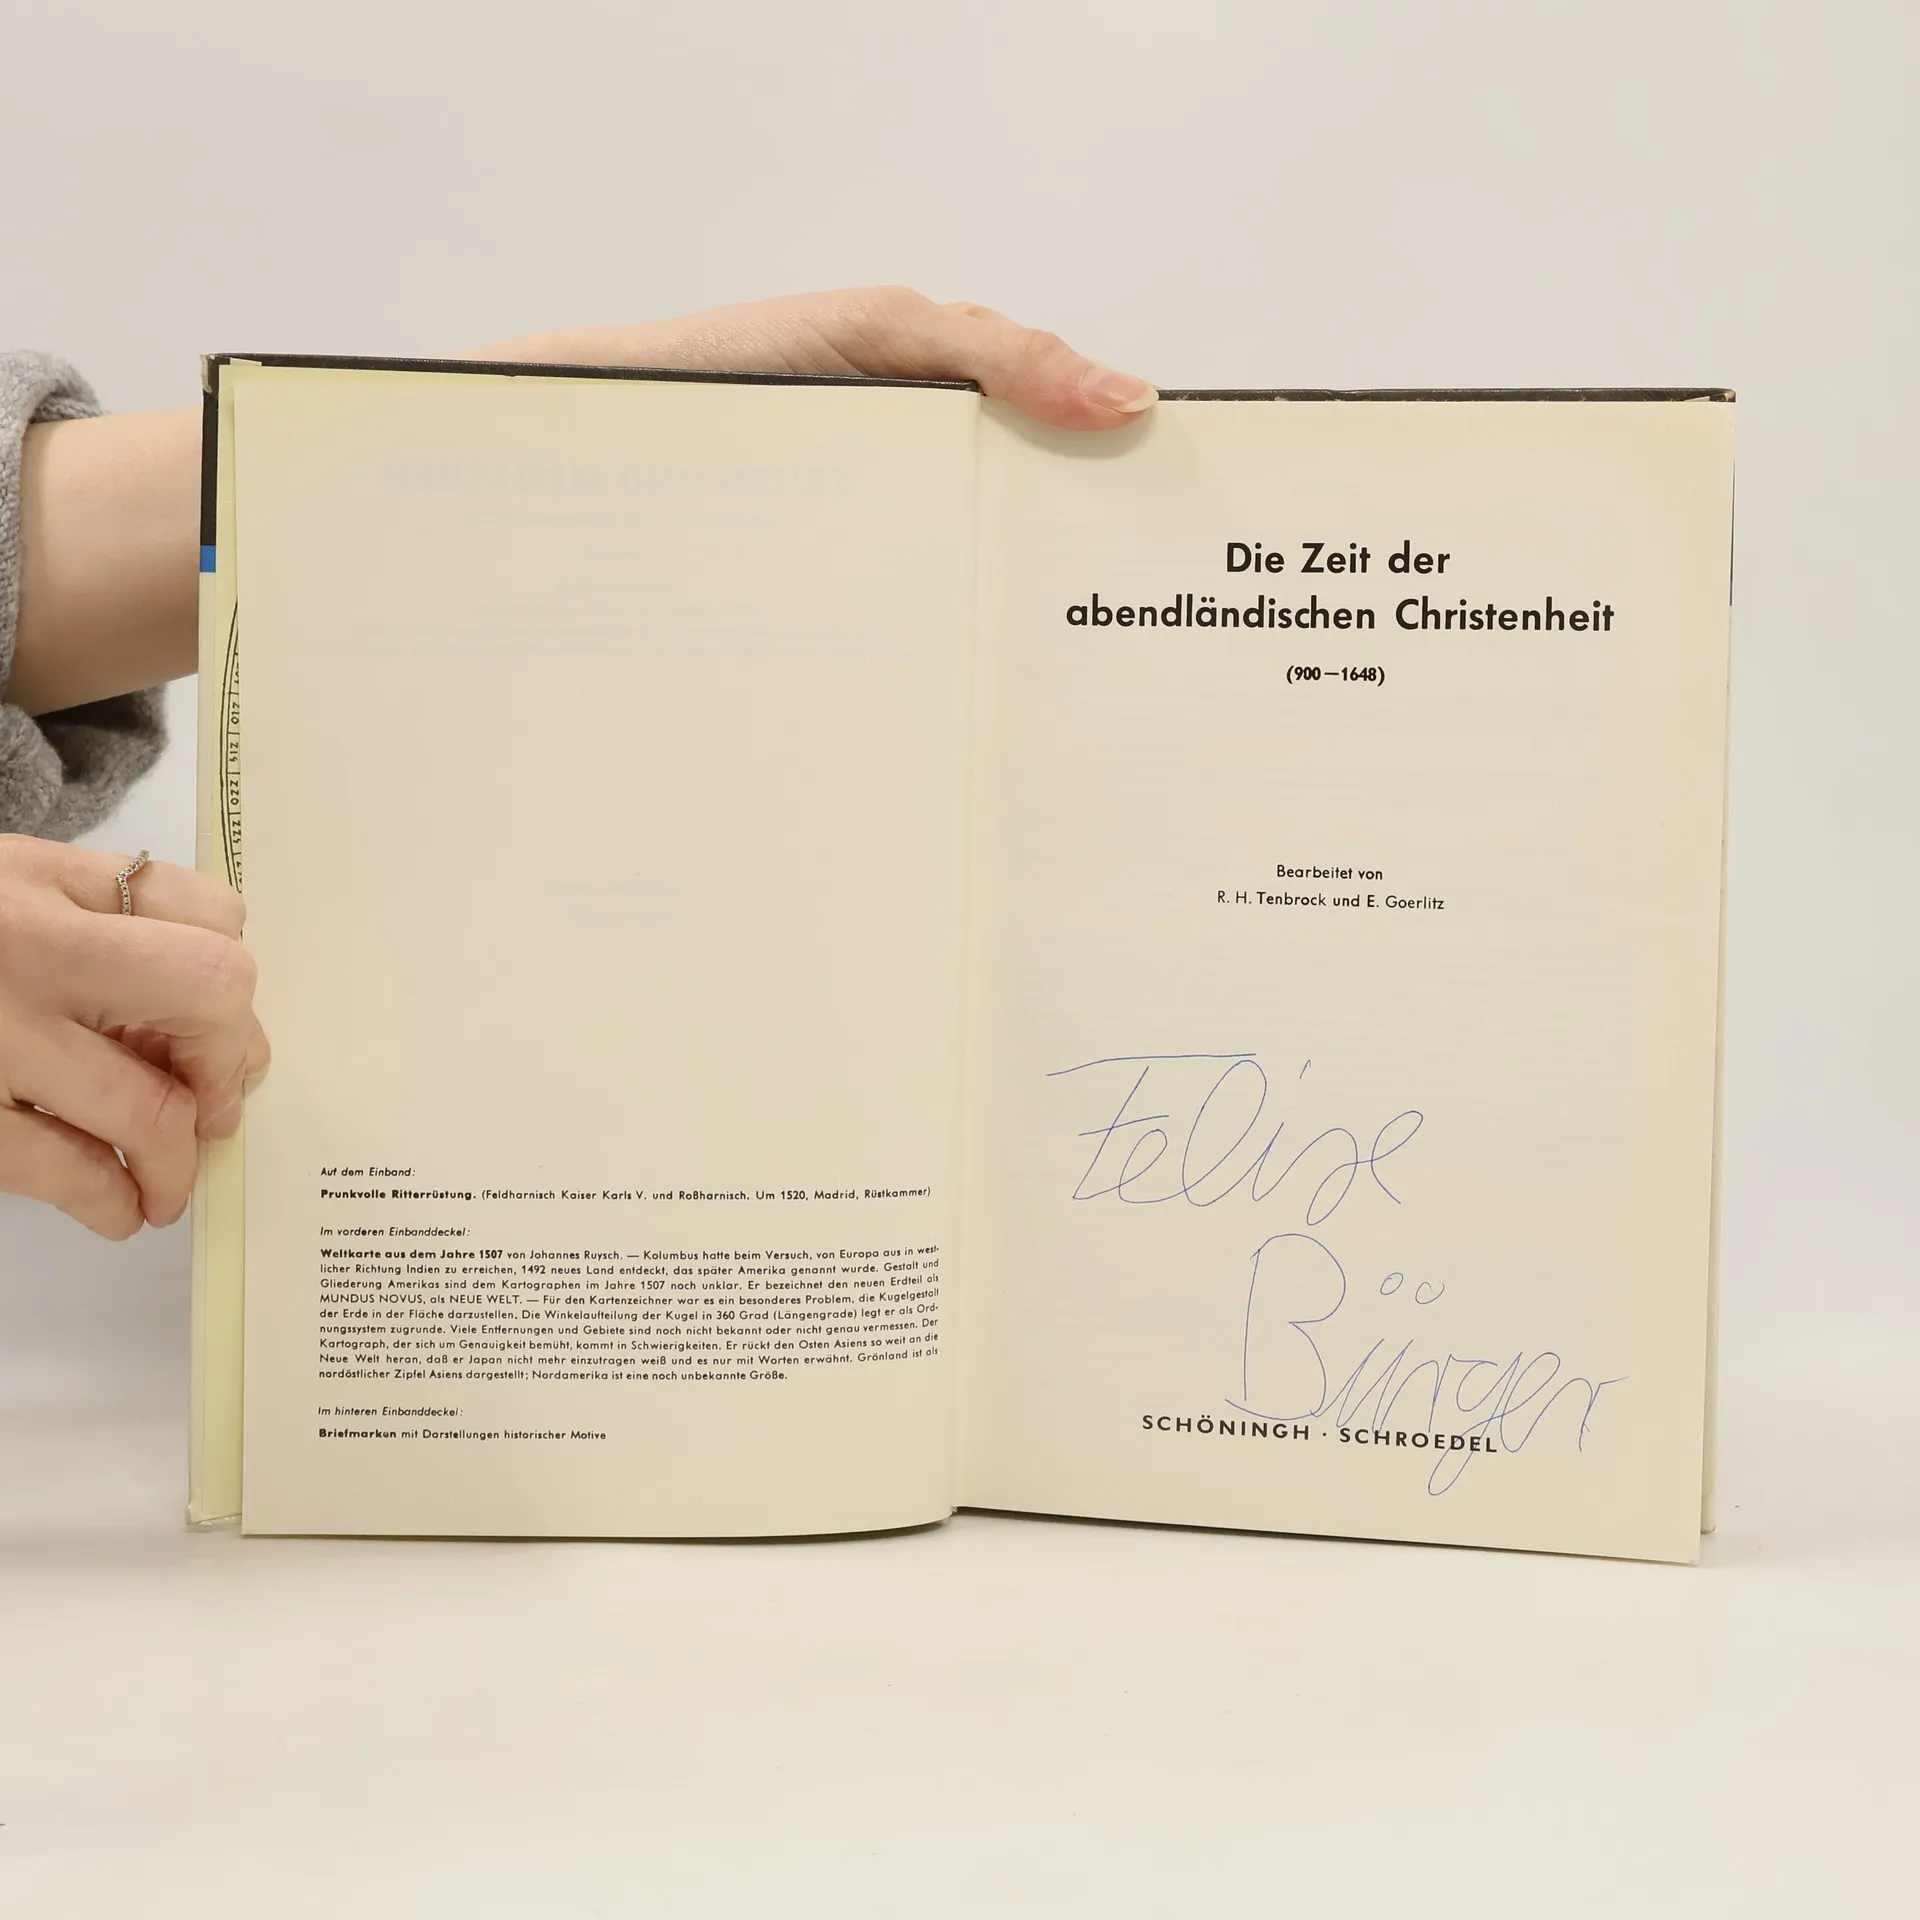 Auf dem Einband:
Prunkvolle Ritterrüstung. (Feldharnisch Kaiser Karls V. und Roßharnisch. Um 1520, Madrid, Rüstkammer)
Im vorderen Einbanddeckel:
Weltkarte aus dem Jahre 1507 von Johannes Ruysch. — Kolumbus hatte beim Versuch, von Europa aus in west-
licher Richtung Indien zu erreichen, 1492 neues Land entdeckt, das später Amerika genannt wurde. Gestalt und
Gliederung Amerikas sind dem Kartographen im Jahre 1507 noch unklar. Er bezeichnet den neuen Erdteil als
MUNDUS NOVUS, als NEUE WELT. — Für den Kartenzeichner war es ein besonderes Problem, die Kugelgestalt
der Erde in der Fläche darzustellen. Die Winkelaufteilung der Kugel in 360 Grad (Längengrade) legt er als Ord-
nungssystem zugrunde. Viele Entfernungen und Gebiete sind noch nicht bekannt oder nicht genau vermessen. Der
Kartograph, der sich um Genauigkeit bemüht, kommt in Schwierigkeiten. Er rückt den Osten Asiens so weit an die
Neue Welt heran, daß er Japan nicht mehr einzutragen weiß und es nur mit Worten erwähnt. Grönland ist als
nordöstlicher Zipfel Asiens dargestellt; Nordamerika ist eine noch unbekannte Größe.
Im hinteren Einbanddeckel:
Briefmarken mit Darstellungen historischer Motive
Die Zeit der
abendländischen Christenheit
(900—1648)
Bearbeitet von
R. H. Tenbrock und E. Goerlitz
Bürger
SCHÖNINGH · SCHROEDEL